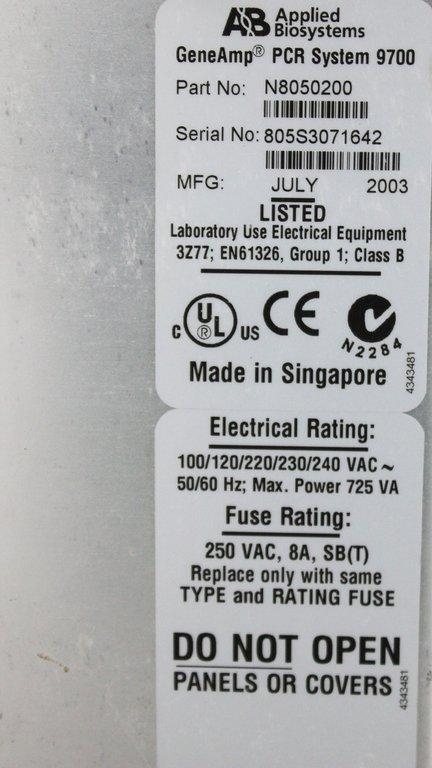 AB Applied
Biosystems
GeneAmp® PCR System 9700
Part No: N8050200
Serial No: 805S3071642
MFG: JULY 2003
LISTED
Laboratory Use Electrical Equipment
3Z77; EN61326, Group 1; Class B
C UL ® US CE N2284
Made in Singapore
4343481
Electrical Rating:
100/120/220/230/240 VAC ~
50/60 Hz; Max. Power 725 VA
Fuse Rating:
250 VAC, 8A, SB(T)
Replace only with same
TYPE and RATING FUSE
DO NOT OPEN
PANELS OR COVERS
4343481